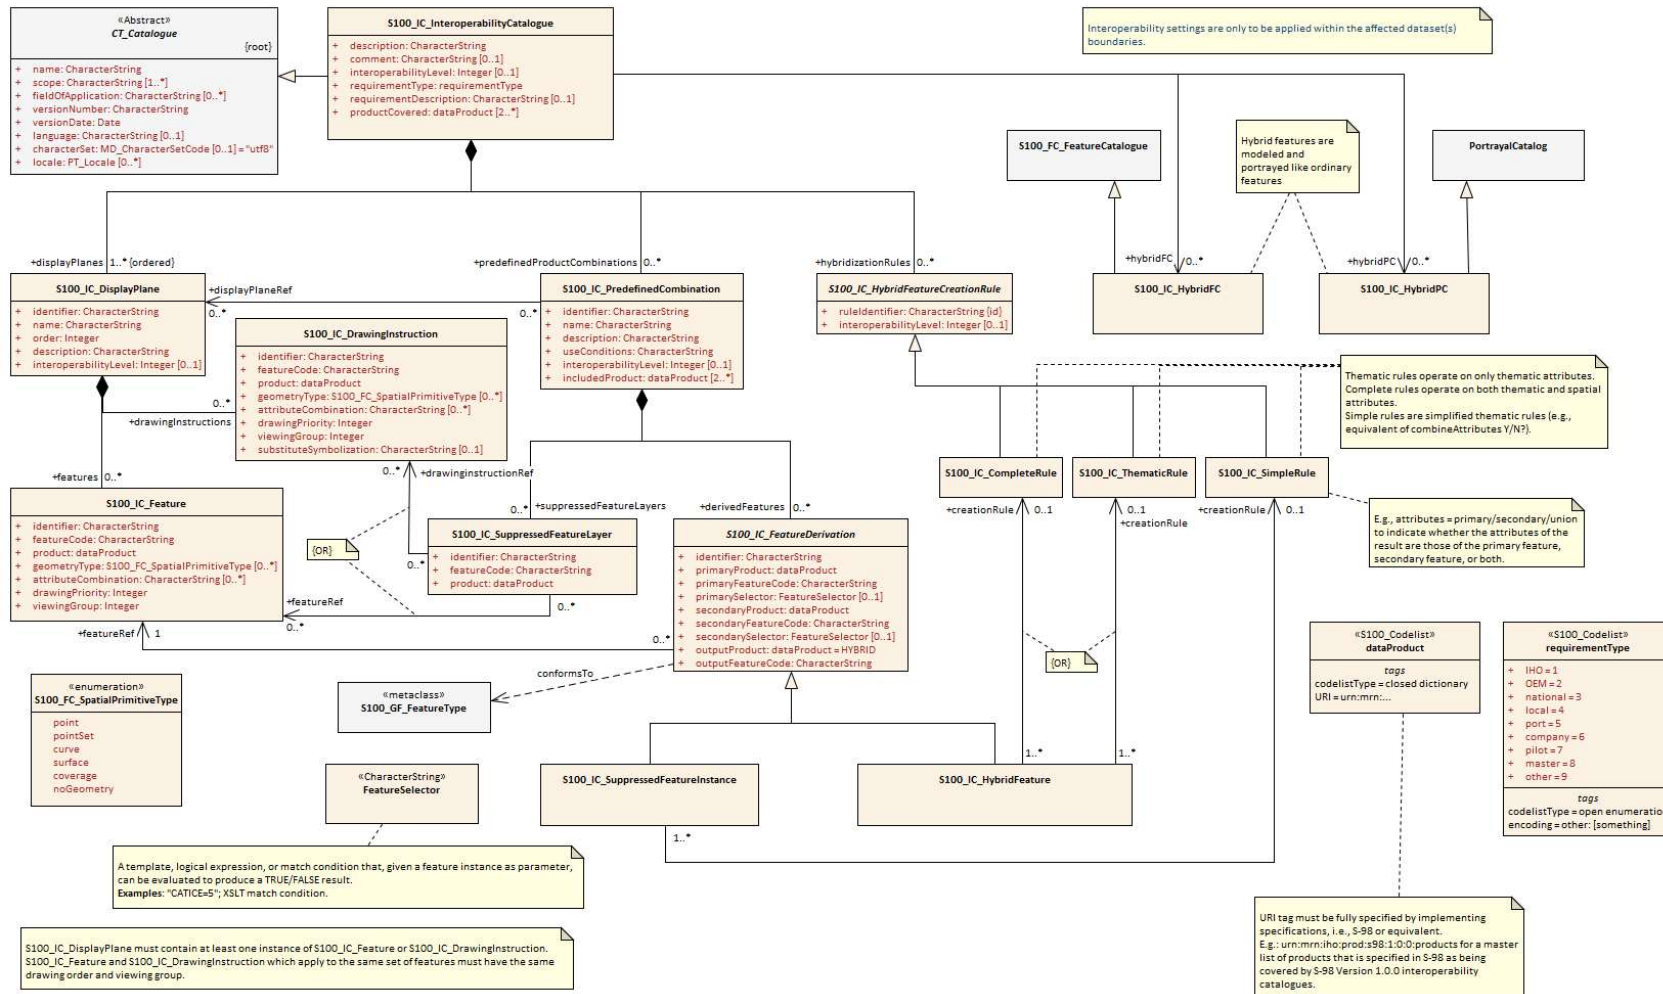 «Abstract»
CT_Catalogue
{root}
+ name: CharacterString
+ scope: CharacterString [1..*]
+ fieldOfApplication: CharacterString [0..*]
+ versionNumber: CharacterString
+ versionDate: Date
+ language: CharacterString [0..1]
+ characterSet: MD_CharacterSetCode [0..1] = "utf8"
+ locale: PT_Locale [0..*]
S100_IC_InteroperabilityCatalogue
+ description: CharacterString
+ comment: CharacterString [0..1]
+ interoperabilityLevel: Integer [0..1]
+ requirementType: requirementType
+ requirementDescription: CharacterString [0..1]
+ productCovered: dataProduct [2..*]
Interoperability settings are only to be applied within the affected dataset(s)
boundaries.
S100_FC_FeatureCatalogue
Hybrid features are
modeled and
portrayed like ordinary
features
PortrayalCatalog
+displayPlanes 1..* {ordered}
+predefinedProductCombinations 0..*
+hybridizationRules 0..*
+hybridFC 0..*
+hybridPC 0..*
S100_IC_DisplayPlane
+ identifier: CharacterString
+ name: CharacterString
+ order: Integer
+ description: CharacterString
+ interoperabilityLevel: Integer [0..1]
+displayPlaneRef
0..*
0..*
S100_IC_PredefinedCombination
+ identifier: CharacterString
+ name: CharacterString
+ description: CharacterString
+ useConditions: CharacterString
+ interoperabilityLevel: Integer [0..1]
+ includedProduct: dataProduct [2..*]
S100_IC_HybridFeatureCreationRule
+ ruleIdentifier: CharacterString {id}
+ interoperabilityLevel: Integer [0..1]
S100_IC_HybridFC
S100_IC_HybridPC
S100_IC_DrawingInstruction
+ identifier: CharacterString
+ featureCode: CharacterString
+ product: dataProduct
+ geometryType: S100_FC_SpatialPrimitiveType [0..*]
+ attributeCombination: CharacterString [0..*]
+ drawingPriority: Integer
+ viewingGroup: Integer
+ substituteSymbolization: CharacterString [0..1]
0..*
+drawingInstructions
Thematic rules operate on only thematic attributes.
Complete rules operate on both thematic and spatial
attributes.
Simple rules are simplified thematic rules (e.g.,
equivalent of combineAttributes Y/N?).
+features 0..*
0..* +drawingInstructionRef
S100_IC_CompleteRule
S100_IC_ThematicRule
S100_IC_SimpleRule
S100_IC_Feature
+ identifier: CharacterString
+ featureCode: CharacterString
+ product: dataProduct
+ geometryType: S100_FC_SpatialPrimitiveType [0..*]
+ attributeCombination: CharacterString [0..*]
+ drawingPriority: Integer
+ viewingGroup: Integer
0..* +suppressedFeatureLayers
+derivedFeatures 0..*
+creationRule 0..1
0..1
+creationRule
+creationRule 0..1
{OR}
S100_IC_SuppressedFeatureLayer
+ identifier: CharacterString
+ featureCode: CharacterString
+ product: dataProduct
0..*
0..*
+featureRef
0..*
+featureRef 1
0..*
S100_IC_FeatureDerivation
+ identifier: CharacterString
+ primaryProduct: dataProduct
+ primaryFeatureCode: CharacterString
+ primarySelector: FeatureSelector [0..1]
+ secondaryProduct: dataProduct
+ secondaryFeatureCode: CharacterString
+ secondarySelector: FeatureSelector [0..1]
+ outputProduct: dataProduct = HYBRID
+ outputFeatureCode: CharacterString
E.g., attributes = primary/secondary/union
to indicate whether the attributes of the
result are those of the primary feature,
secondary feature, or both.
{OR}
conformsTo
«metaclass»
S100_GF_FeatureType
«enumeration»
S100_FC_SpatialPrimitiveType
point
pointSet
curve
surface
coverage
noGeometry
«S100_Codelist»
dataProduct
tags
codelistType = closed dictionary
URI = urn:mrn:...
«S100_Codelist»
requirementType
+ IHO = 1
+ OEM = 2
+ national = 3
+ local = 4
+ port = 5
+ company = 6
+ pilot = 7
+ master = 8
+ other = 9
tags
codelistType = open enumeration
encoding = other: [something]
«CharacterString»
FeatureSelector
S100_IC_SuppressedFeatureInstance
1..*
S100_IC_HybridFeature
1..*
1..*
A template, logical expression, or match condition that, given a feature instance as parameter,
can be evaluated to produce a TRUE/FALSE result.
Examples: "CATICE=5"; XSLT match condition.
S100_IC_DisplayPlane must contain at least one instance of S100_IC_Feature or S100_IC_DrawingInstruction.
S100_IC_Feature and S100_IC_DrawingInstruction which apply to the same set of features must have the same
drawing order and viewing group.
URI tag must be fully specified by implementing
specifications, i.e., S-98 or equivalent.
E.g.: urn:mrn:iho:prod:s98:1:0:0:products for a master
list of products that is specified in S-98 as being
covered by S-98 Version 1.0.0 interoperability
catalogues.